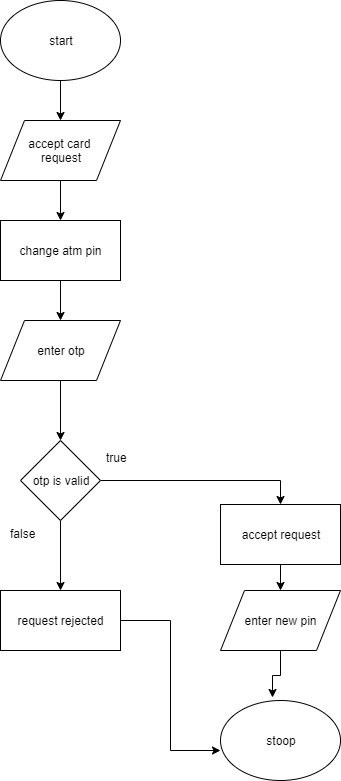 start
accept card
request
change atm pin
enter otp
otp is valid
true
false
accept request
request rejected
enter new pin
stoop